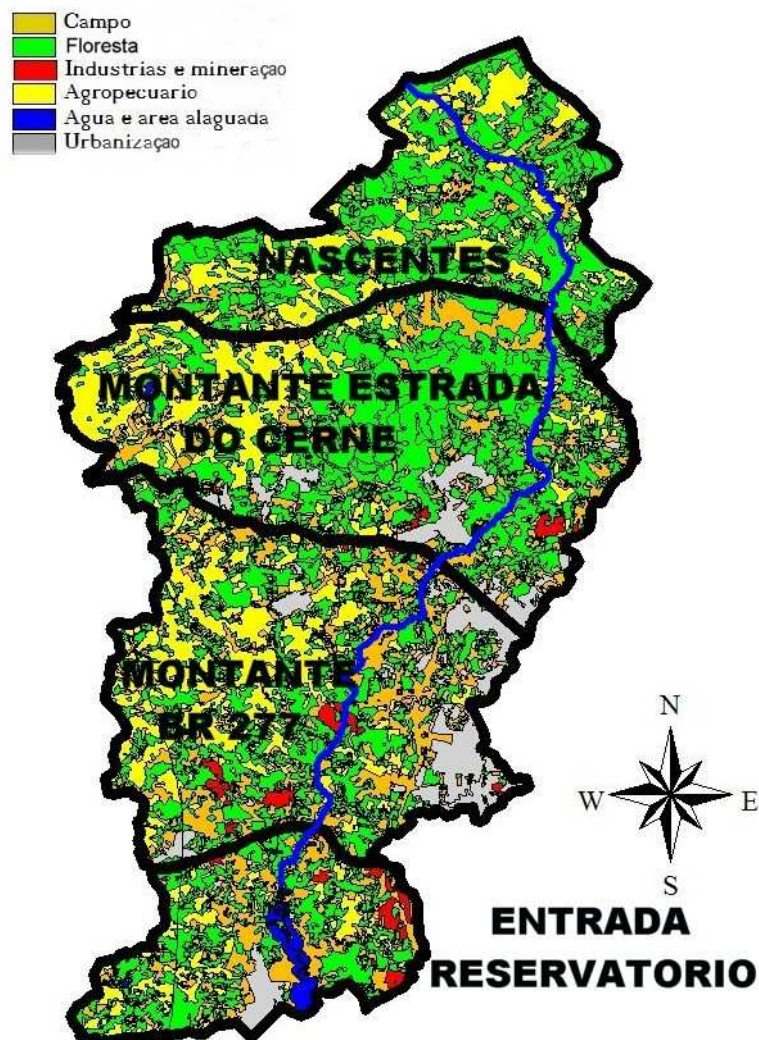 Campo
Floresta
Industrias e mineraçao
Agropecuario
Agua e area alaguada
Urbanizaçao
NASCENTES
MONTANTE ESTRADA
DO CERNE
MONTANTE
BR 277
N
W
E
S
ENTRADA
RESERVATORIO